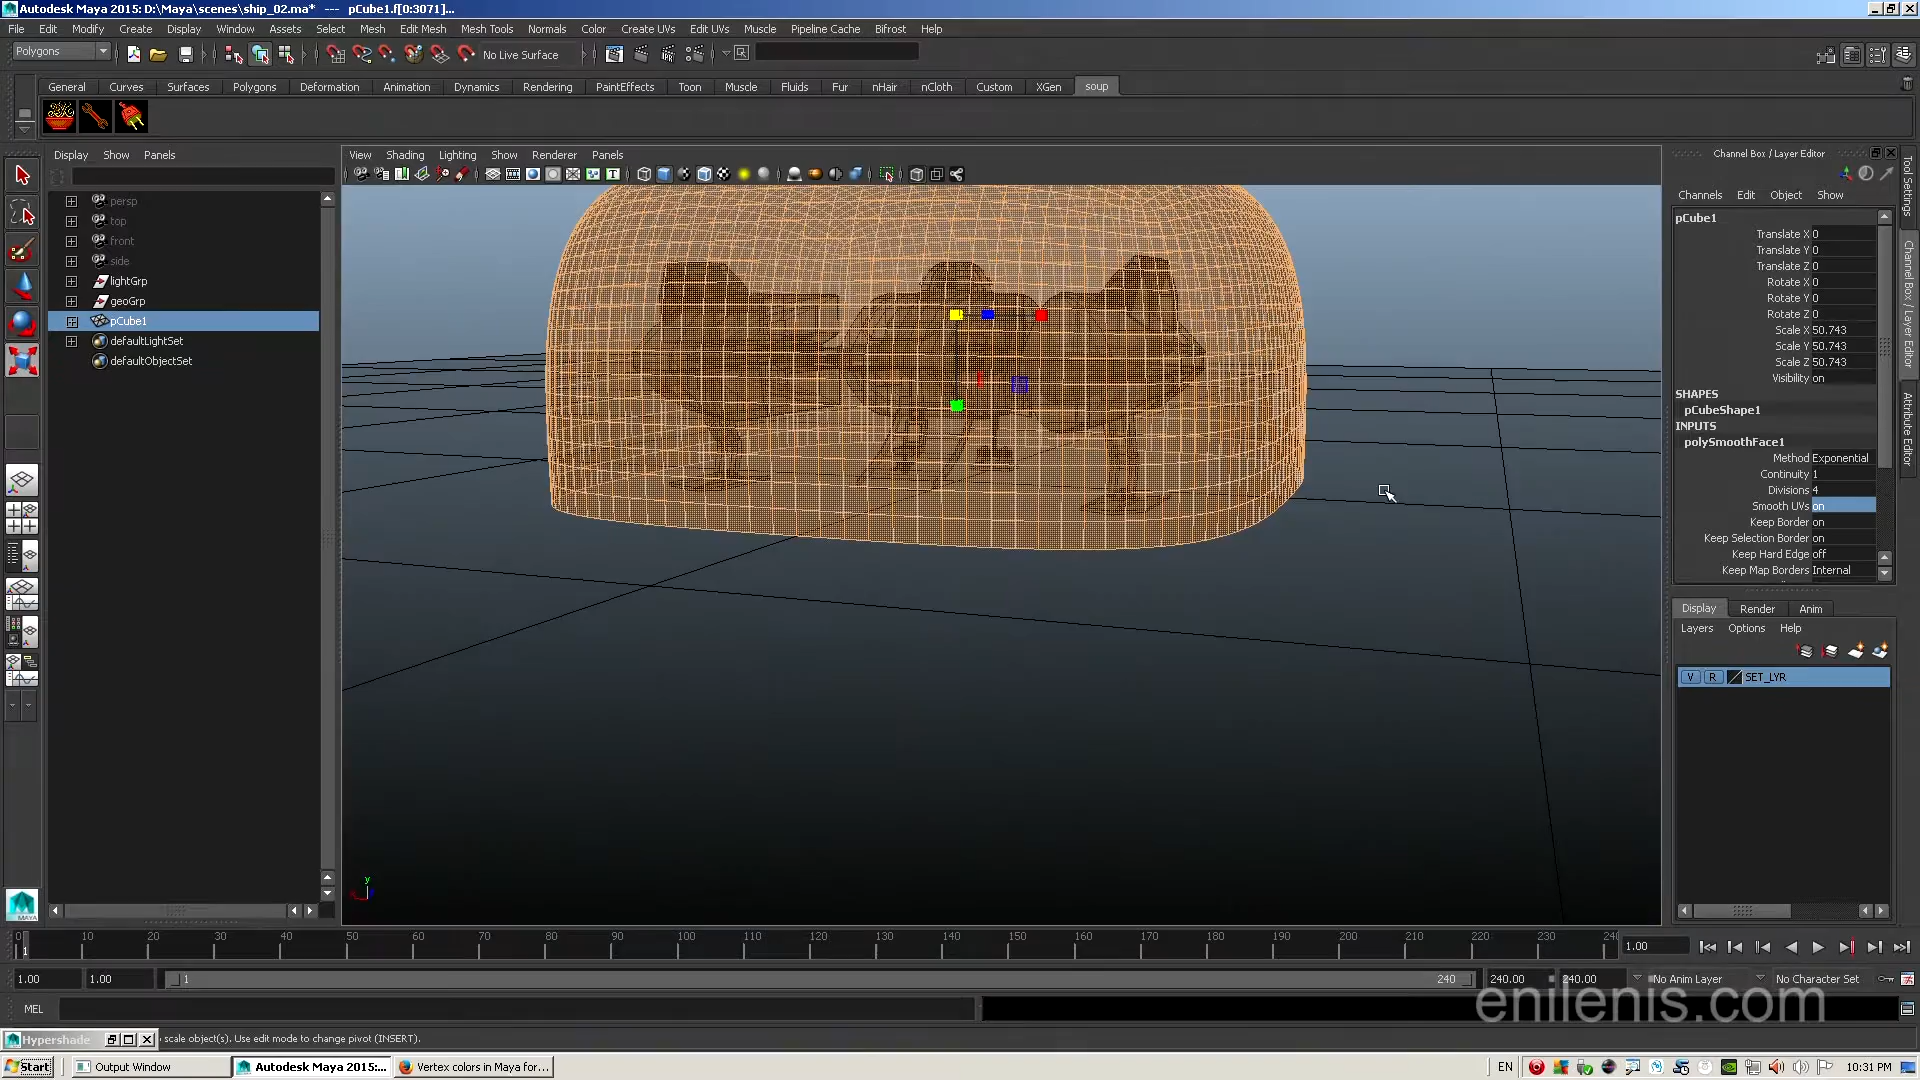 Autodesk Maya 2015: D:\Maya\scenes\ship_02.ma* --- pCube1.f[0:3071]...
File Edit Modify Create Display Window Assets Select Mesh Edit Mesh Mesh Tools Normals Color Create UVs Edit UVs Muscle Pipeline Cache Bifrost Help
Polygons No Live Surface
General Curves Surfaces Polygons Deformation Animation Dynamics Rendering PaintEffects Toon Muscle Fluids Fur nHair nCloth Custom XGen soup
Display Show Panels
View Shading Lighting Show Renderer Panels
persp
top
front
side
lightGrp
geoGrp
pCube1
defaultLightSet
defaultObjectSet
y
Channel Box / Layer Editor
Channels Edit Object Show
pCube1
Translate X 0
Translate Y 0
Translate Z 0
Rotate X 0
Rotate Y 0
Rotate Z 0
Scale X 50.743
Scale Y 50.743
Scale Z 50.743
Visibility on
SHAPES
pCubeShape1
INPUTS
polySmoothFace1
Method Exponential
Continuity 1
Divisions 4
Smooth UVs on
Keep Border on
Keep Selection Border on
Keep Hard Edge off
Keep Map Borders Internal
Display Render Anim
Layers Options Help
V R SET_LYR
Tool Settings
Channel Box / Layer Editor
Attribute Editor
0 10 20 30 40 50 60 70 80 90 100 110 120 130 140 150 160 170 180 190 200 210 220 230 240
1 1.00
1.00 1.00 1 240 240.00 240.00 No Anim Layer No Character Set
MEL
enilenis.com
Hypershade scale object(s). Use edit mode to change pivot (INSERT).
Start Output Window Autodesk Maya 2015:... Vertex colors in Maya for... EN 10:31 PM